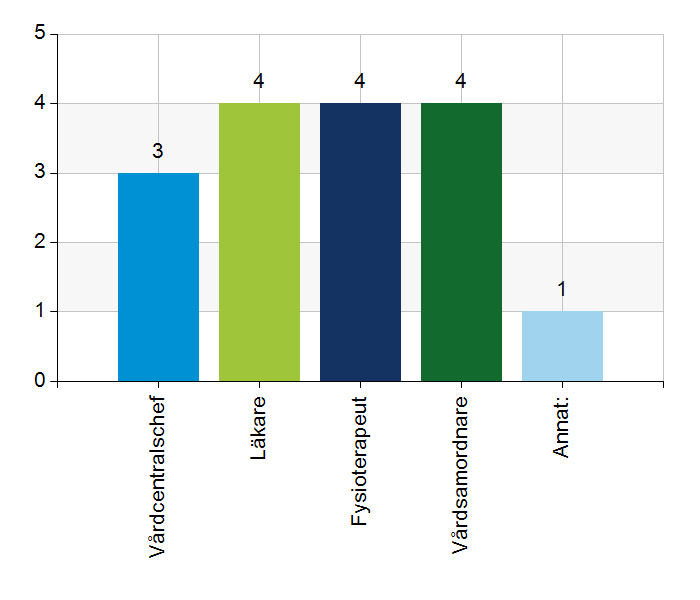 5
4
3
2
1
0
3
4
4
4
1
Vårdcentralschef
Läkare
Fysioterapeut
Vårdsamordnare
Annat: